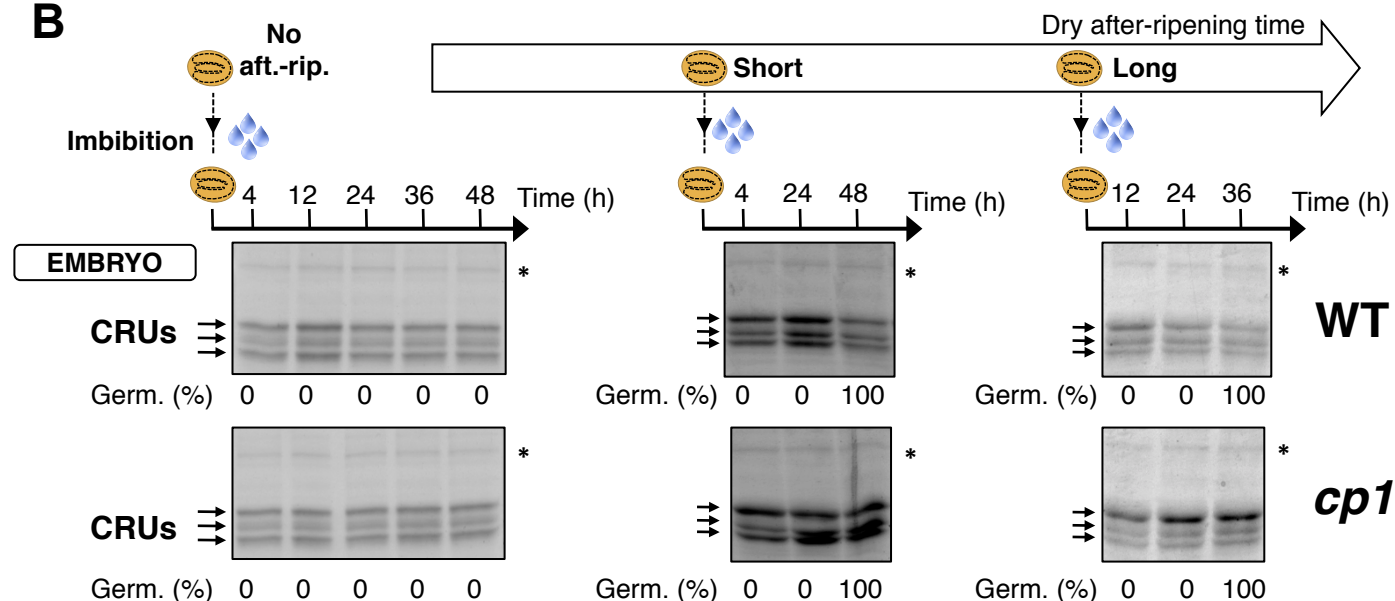 B
No
aft.-rip.
Dry after-ripening time
Short
Long
Imbibition
4 12 24 36 48 Time (h)
4 24 48 Time (h)
12 24 36 Time (h)
EMBRYO
*
*
*
CRUs
WT
Germ. (%) 0 0 0 0 0
Germ. (%) 0 0 100
Germ. (%) 0 0 100
*
*
*
CRUs
cp1
Germ. (%) 0 0 0 0 0
Germ. (%) 0 0 100
Germ. (%) 0 0 100